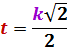 t = k√2/2